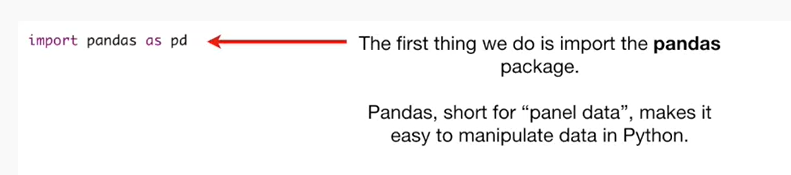 import pandas as pd
The first thing we do is import the pandas
package.
Pandas, short for “panel data”, makes it
easy to manipulate data in Python.